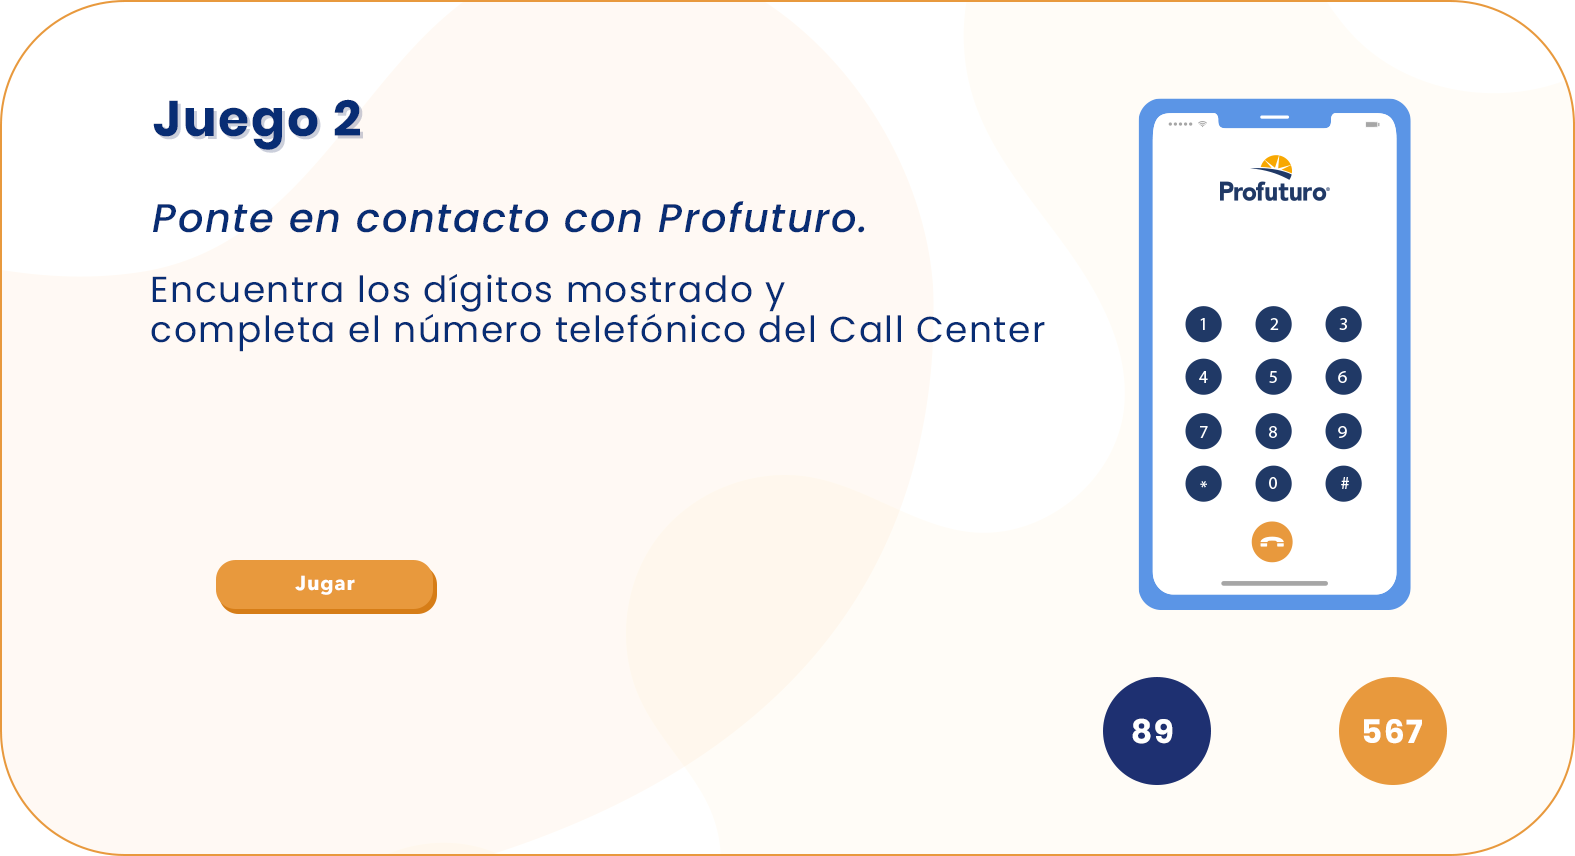 Juego 2
Ponte en contacto con Profuturo.
Encuentra los dígitos mostrado y
completa el número telefónico del Call Center
Jugar
Profuturo®
1 2 3
4 5 6
7 8 9
* 0 #
89
567